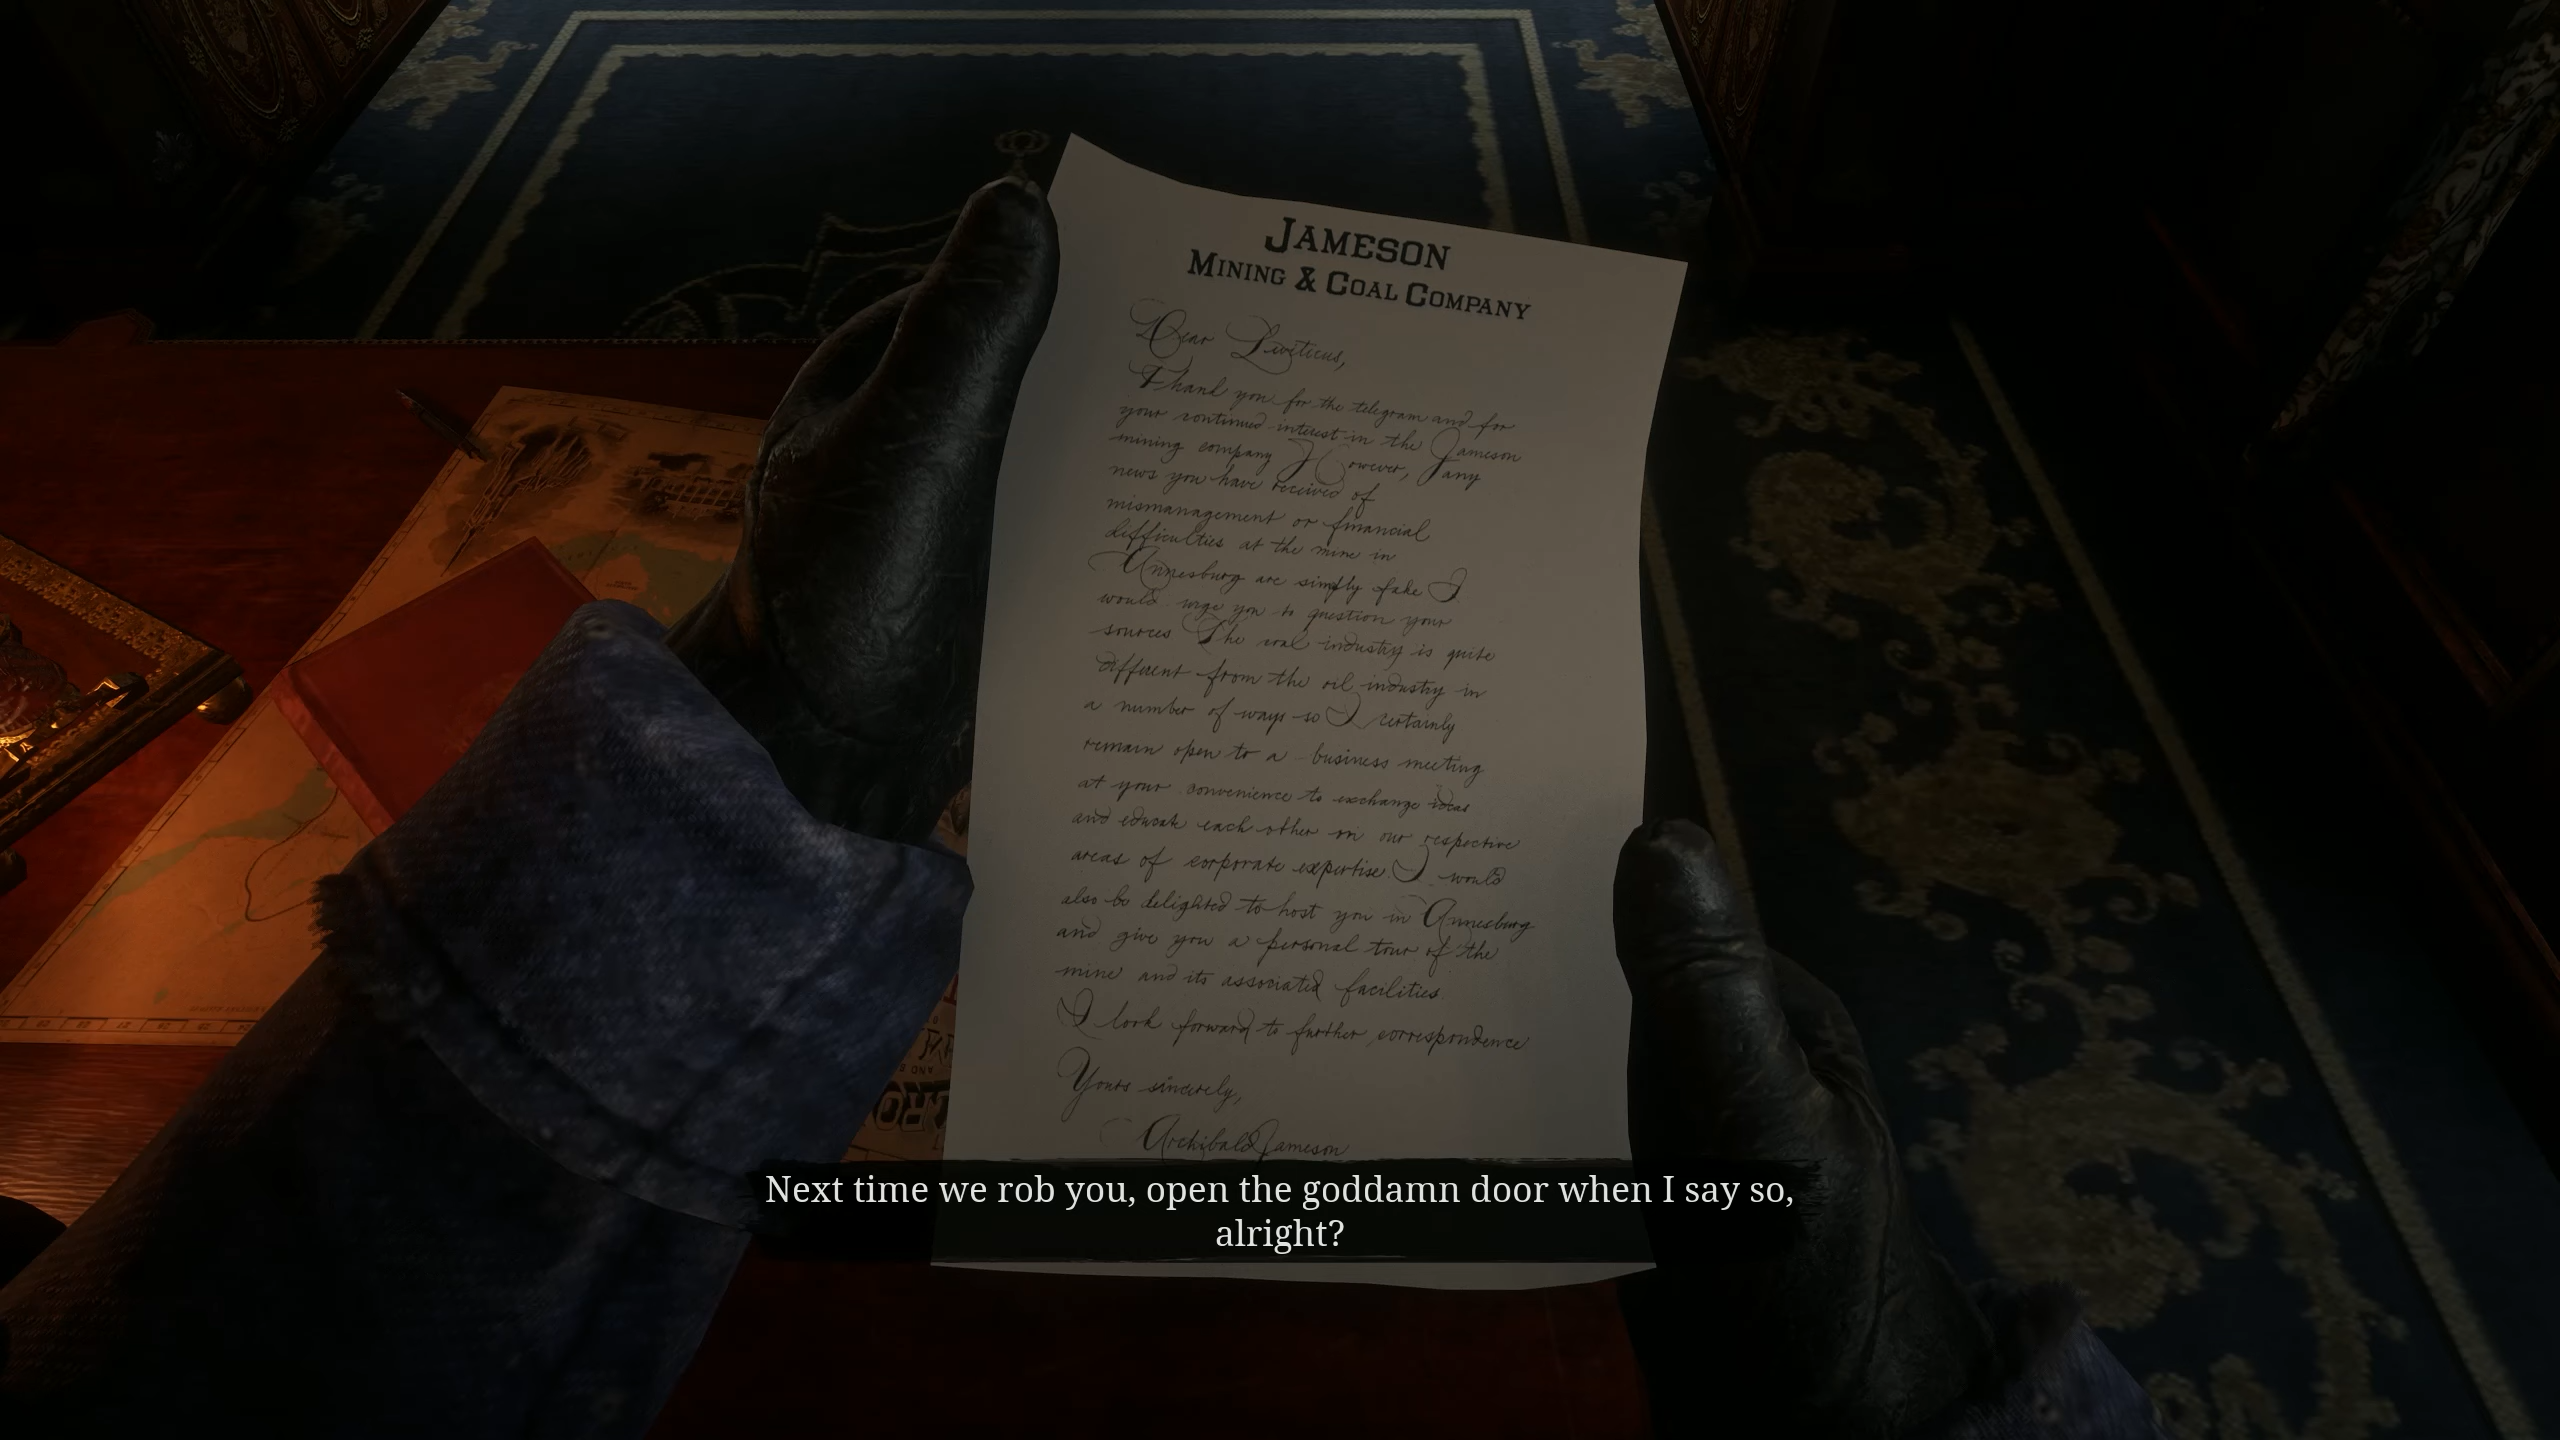 JAMESON
MINING & COAL COMPANY
Dear Leviticus,
Thank you for the telegram and for
your continued interest in the Jameson
mining company However, Jany
news you have received of
mismanagement or financial
difficulties at the mine in
Annesburg are simply fake I
would urge you to question your
sources The coal industry is quite
different from the oil industry in
a number of ways so I certainly
remain open to a business meeting
at your convenience to exchange ideas
and educate each other on our respective
areas of corporate expertise. I would
also be delighted to host you in Annesburg
and give you a personal tour of the
mine and its associated facilities
I look forward to further correspondence
Yours sincerely,
Archibald Jameson
Next time we rob you, open the goddamn door when I say so,
alright?